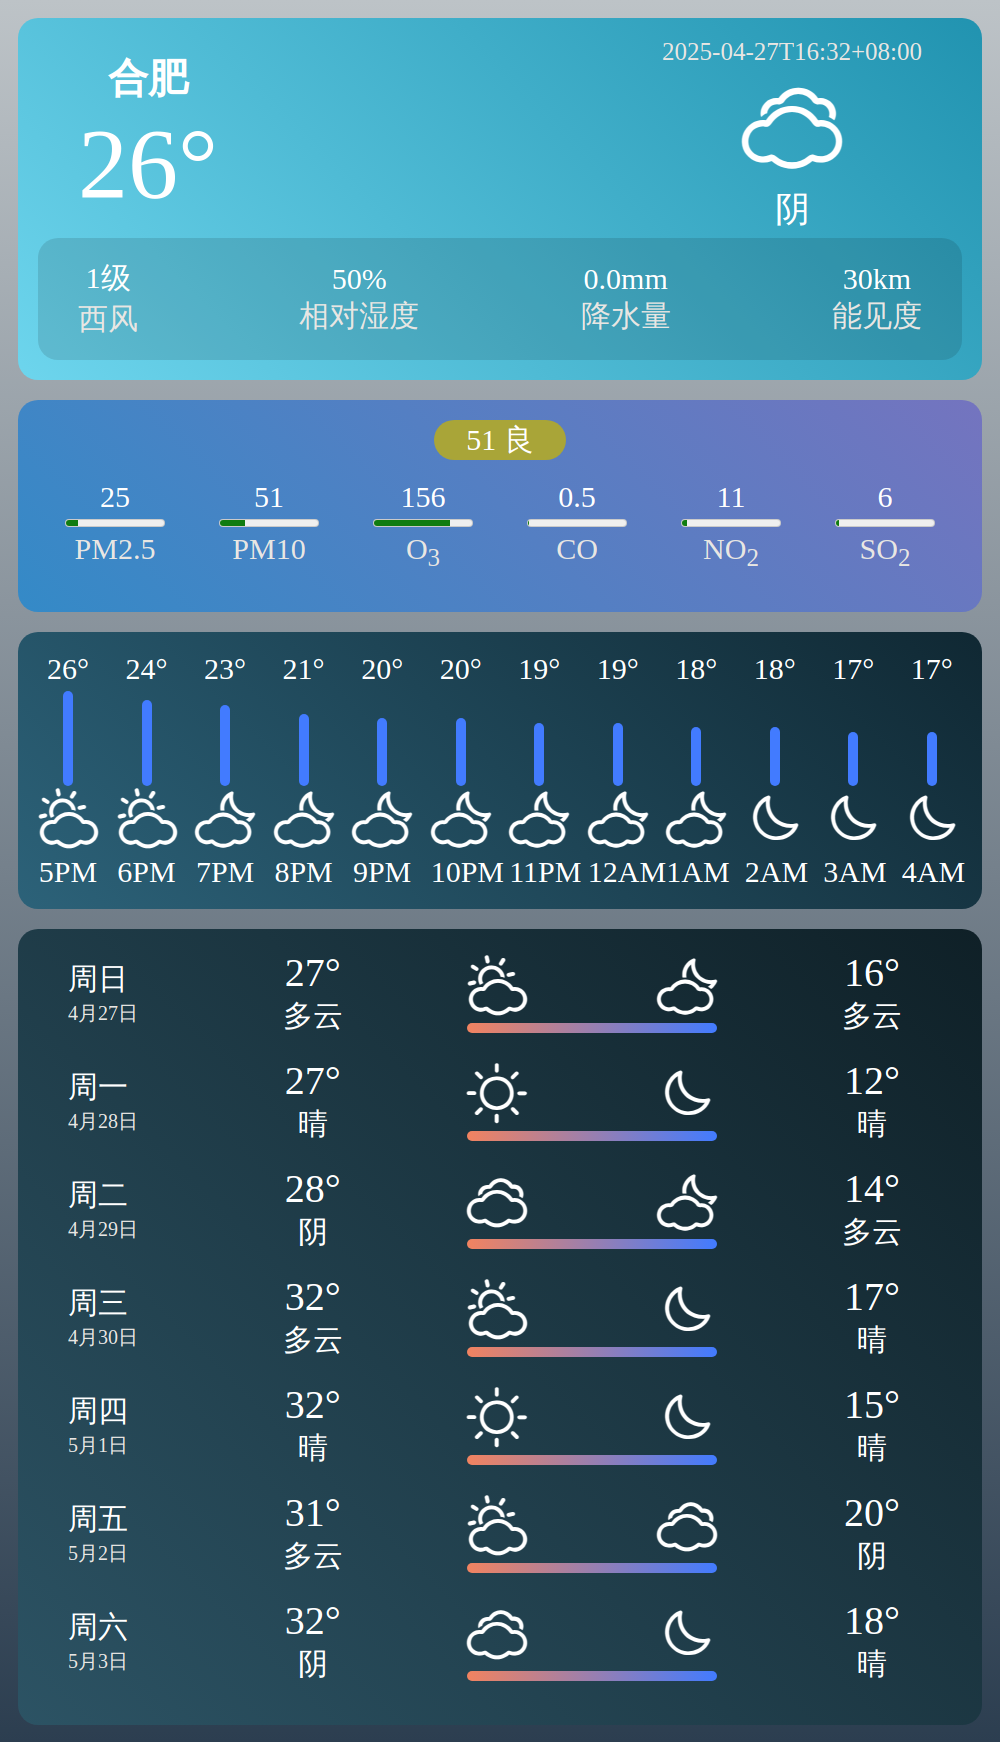 合肥
2025-04-27T16:32+08:00
26°
阴
1级 50% 0.0mm 30km
西风 相对湿度 降水量 能见度
51 良
25 51 156 0.5 11 6
PM2.5 PM10 O3 CO NO2 SO2
26° 24° 23° 21° 20° 20° 19° 19° 18° 18° 17° 17°
5PM 6PM 7PM 8PM 9PM 10PM 11PM 12AM 1AM 2AM 3AM 4AM
周日 27° 16°
4月27日 多云 多云
周一 27° 12°
4月28日 晴 晴
周二 28° 14°
4月29日 阴 多云
周三 32° 17°
4月30日 多云 晴
周四 32° 15°
5月1日 晴 晴
周五 31° 20°
5月2日 多云 阴
周六 32° 18°
5月3日 阴 晴